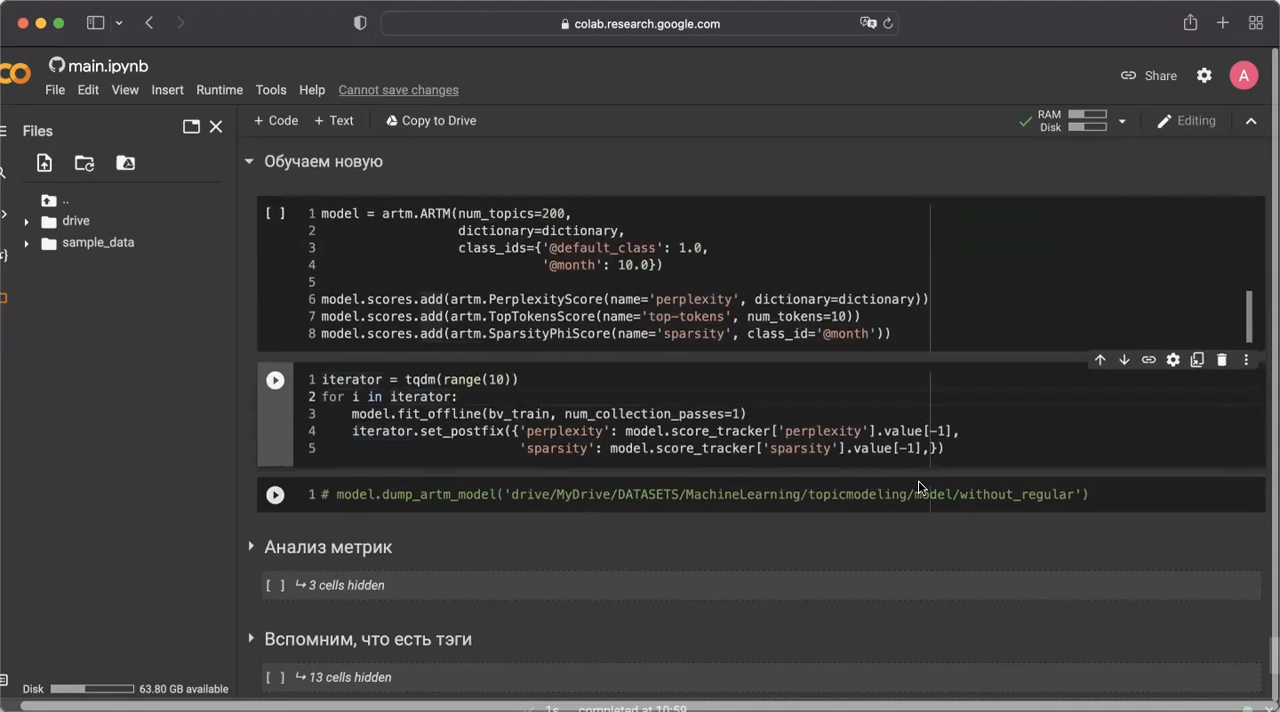 colab.research.google.com
main.ipynb
File Edit View Insert Runtime Tools Help Cannot save changes
Share
A
Files
+ Code + Text Copy to Drive
RAM
Disk
Editing
..
drive
sample_data
Обучаем новую
[ ]
1 model = artm.ARTM(num_topics=200,
2 dictionary=dictionary,
3 class_ids={'@default_class': 1.0,
4 '@month': 10.0})
5
6 model.scores.add(artm.PerplexityScore(name='perplexity', dictionary=dictionary))
7 model.scores.add(artm.TopTokensScore(name='top-tokens', num_tokens=10))
8 model.scores.add(artm.SparsityPhiScore(name='sparsity', class_id='@month'))
1 iterator = tqdm(range(10))
2 for i in iterator:
3 model.fit_offline(bv_train, num_collection_passes=1)
4 iterator.set_postfix({'perplexity': model.score_tracker['perplexity'].value[-1],
5 'sparsity': model.score_tracker['sparsity'].value[-1],})
1 # model.dump_artm_model('drive/MyDrive/DATASETS/MachineLearning/topicmodeling/model/without_regular')
Анализ метрик
[ ] ↳ 3 cells hidden
Вспомним, что есть тэги
[ ] ↳ 13 cells hidden
Disk 63.80 GB available
1s completed at 10:59